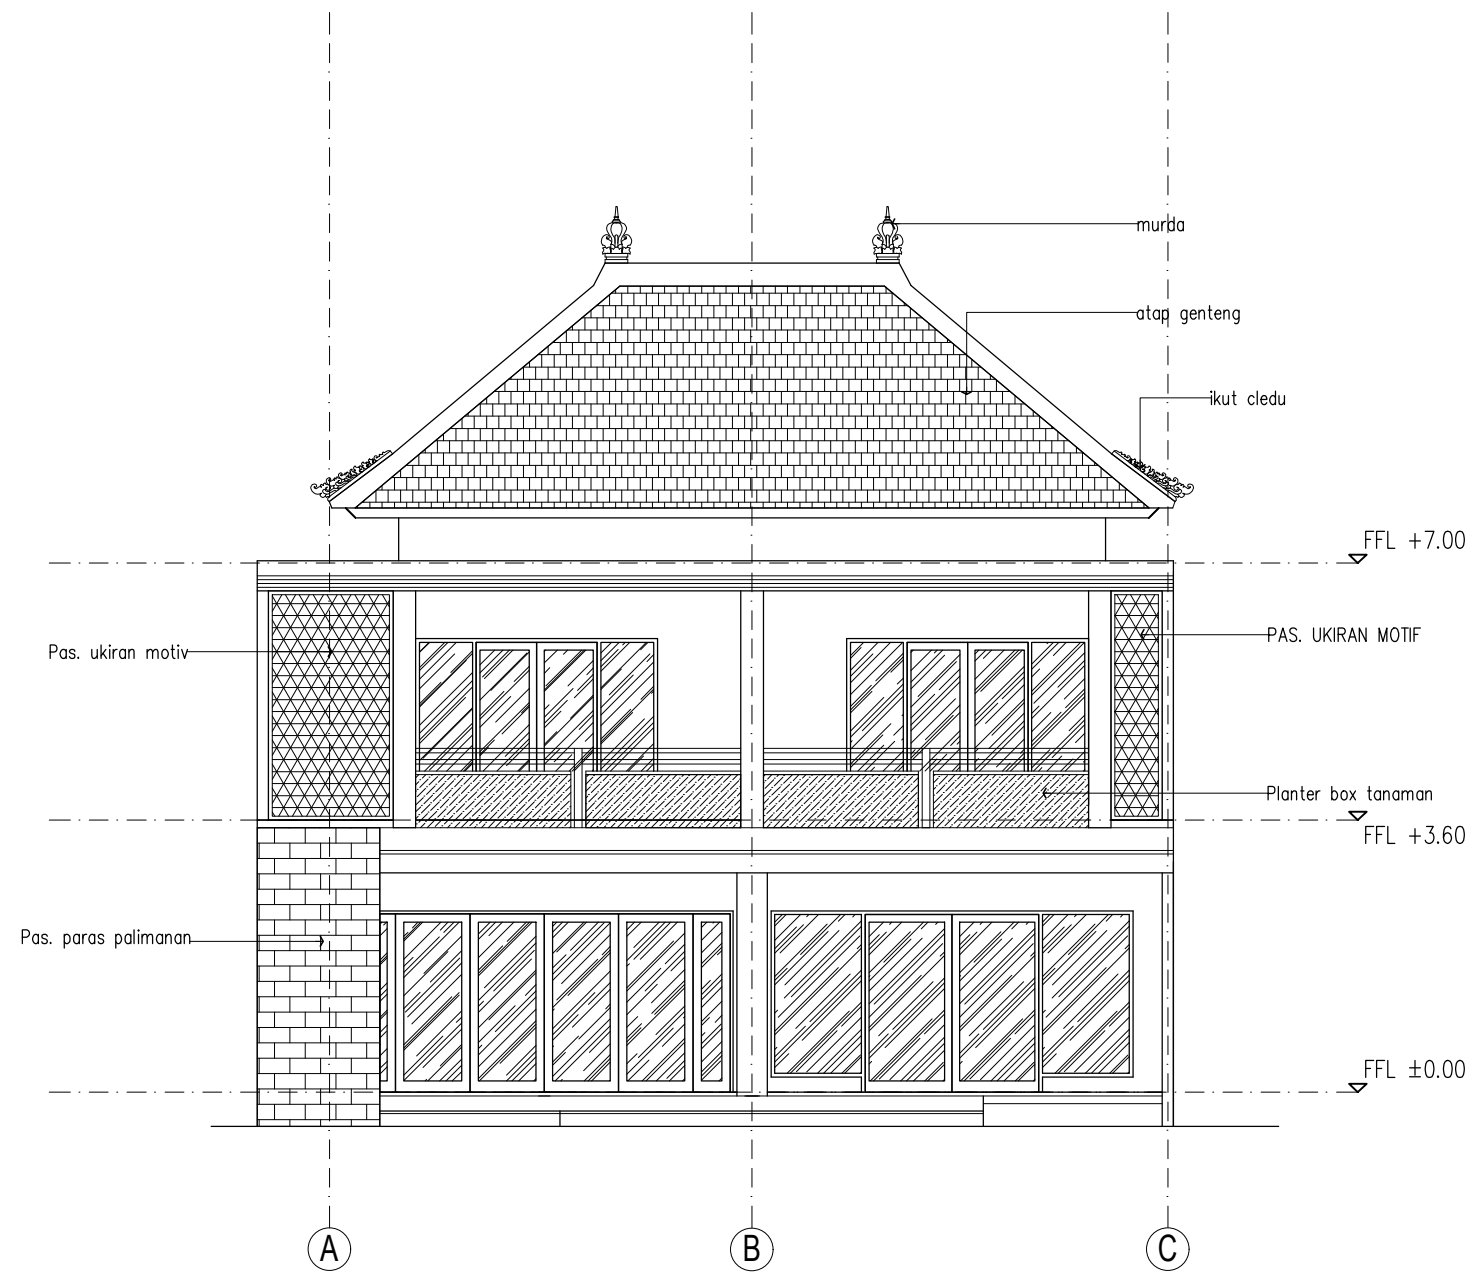 murda
atap genteng
ikut cledu
FFL +7.00
PAS. UKIRAN MOTIF
Pas. ukiran motiv
Planter box tanaman
FFL +3.60
Pas. paras palimanan
FFL ±0.00
A
B
C